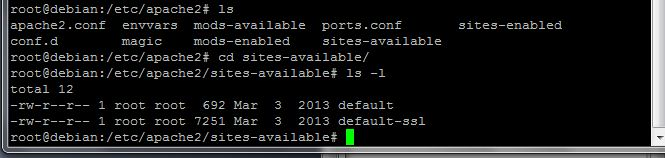 root@debian:/etc/apache2# ls
apache2.conf  envvars  mods-available  ports.conf      sites-enabled
conf.d        magic    mods-enabled    sites-available
root@debian:/etc/apache2# cd sites-available/
root@debian:/etc/apache2/sites-available# ls -l
total 12
-rw-r--r-- 1 root root  692 Mar  3  2013 default
-rw-r--r-- 1 root root 7251 Mar  3  2013 default-ssl
root@debian:/etc/apache2/sites-available#